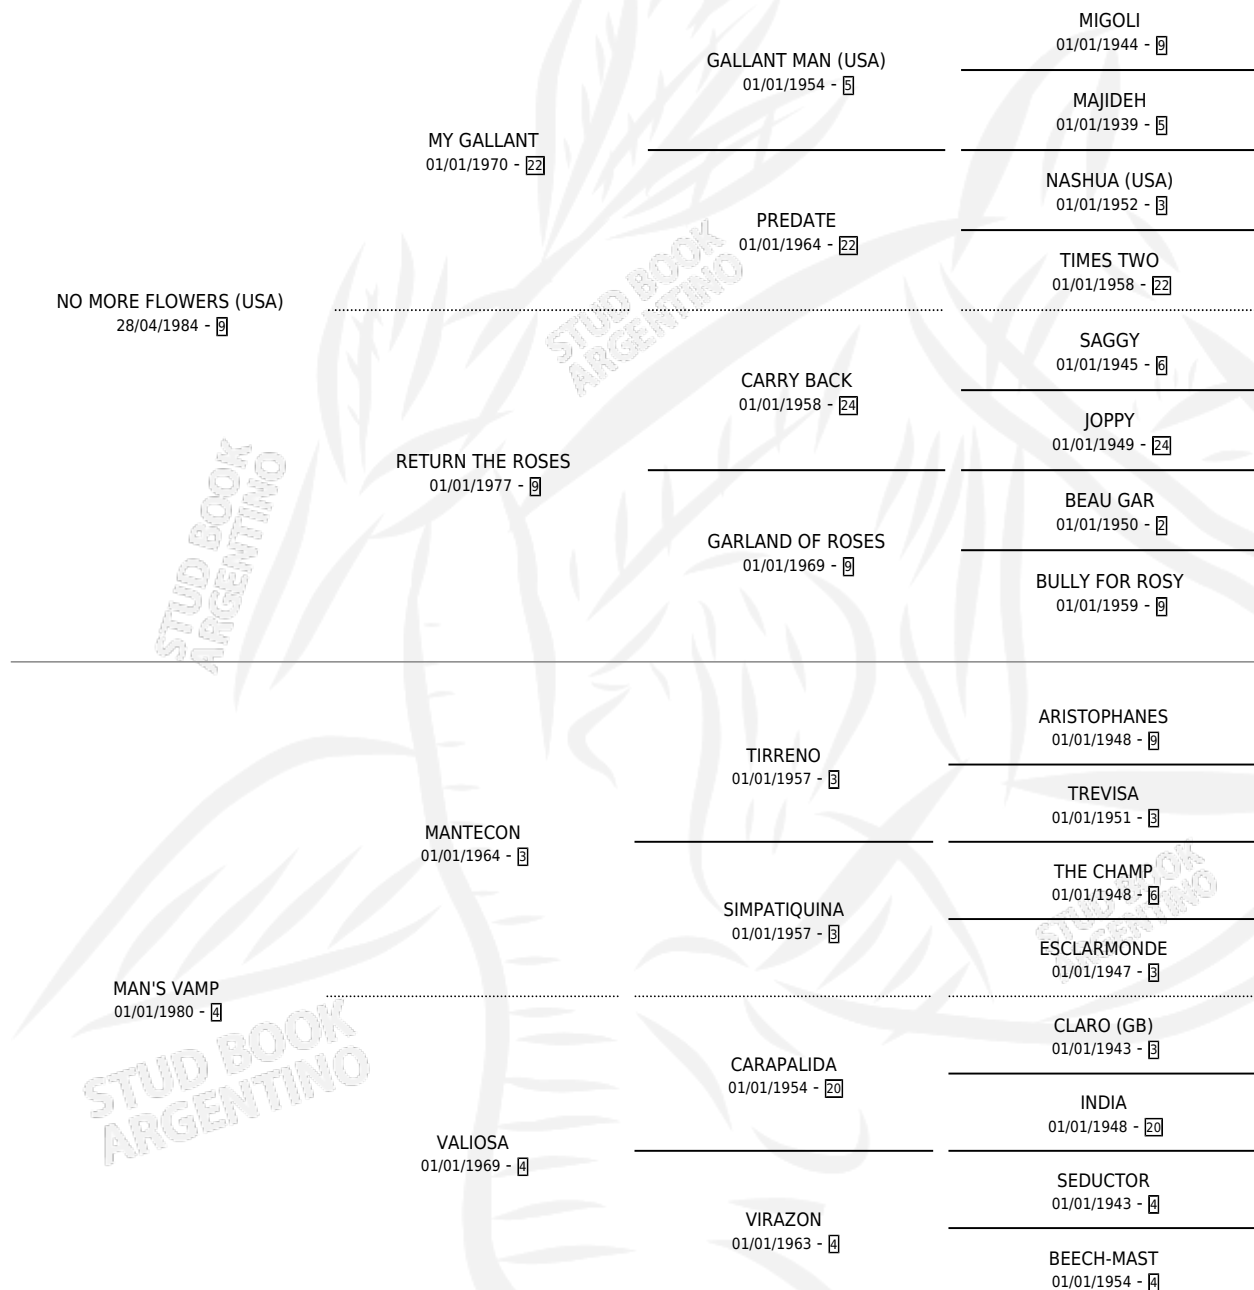 MIGOLI
01/01/1944 - 9
GALLANT MAN (USA)
01/01/1954 - 5
MAJIDEH
01/01/1939 - 5
MY GALLANT
01/01/1970 - 22
NASHUA (USA)
01/01/1952 - 3
PREDATE
01/01/1964 - 22
TIMES TWO
01/01/1958 - 22
NO MORE FLOWERS (USA)
28/04/1984 - 9
STUD BOOK
ARGENTINO
SAGGY
01/01/1945 - 6
CARRY BACK
01/01/1958 - 24
JOPPY
01/01/1949 - 24
RETURN THE ROSES
01/01/1977 - 9
BEAU GAR
01/01/1950 - 2
GARLAND OF ROSES
01/01/1969 - 9
BULLY FOR ROSY
01/01/1959 - 9
STUD BOOK
ARGENTINO
ARISTOPHANES
01/01/1948 - 9
TIRRENO
01/01/1957 - 3
TREVISA
01/01/1951 - 3
MANTECON
01/01/1964 - 3
THE CHAMP
01/01/1948 - 6
SIMPATIQUINA
01/01/1957 - 3
ESCLARMONDE
01/01/1947 - 3
STUD BOOK
ARGENTINO
MAN'S VAMP
01/01/1980 - 4
CLARO (GB)
01/01/1943 - 3
CARAPALIDA
01/01/1954 - 20
INDIA
01/01/1948 - 20
STUD BOOK
ARGENTINO
VALIOSA
01/01/1969 - 4
SEDUCTOR
01/01/1943 - 4
VIRAZON
01/01/1963 - 4
BEECH-MAST
01/01/1954 - 4